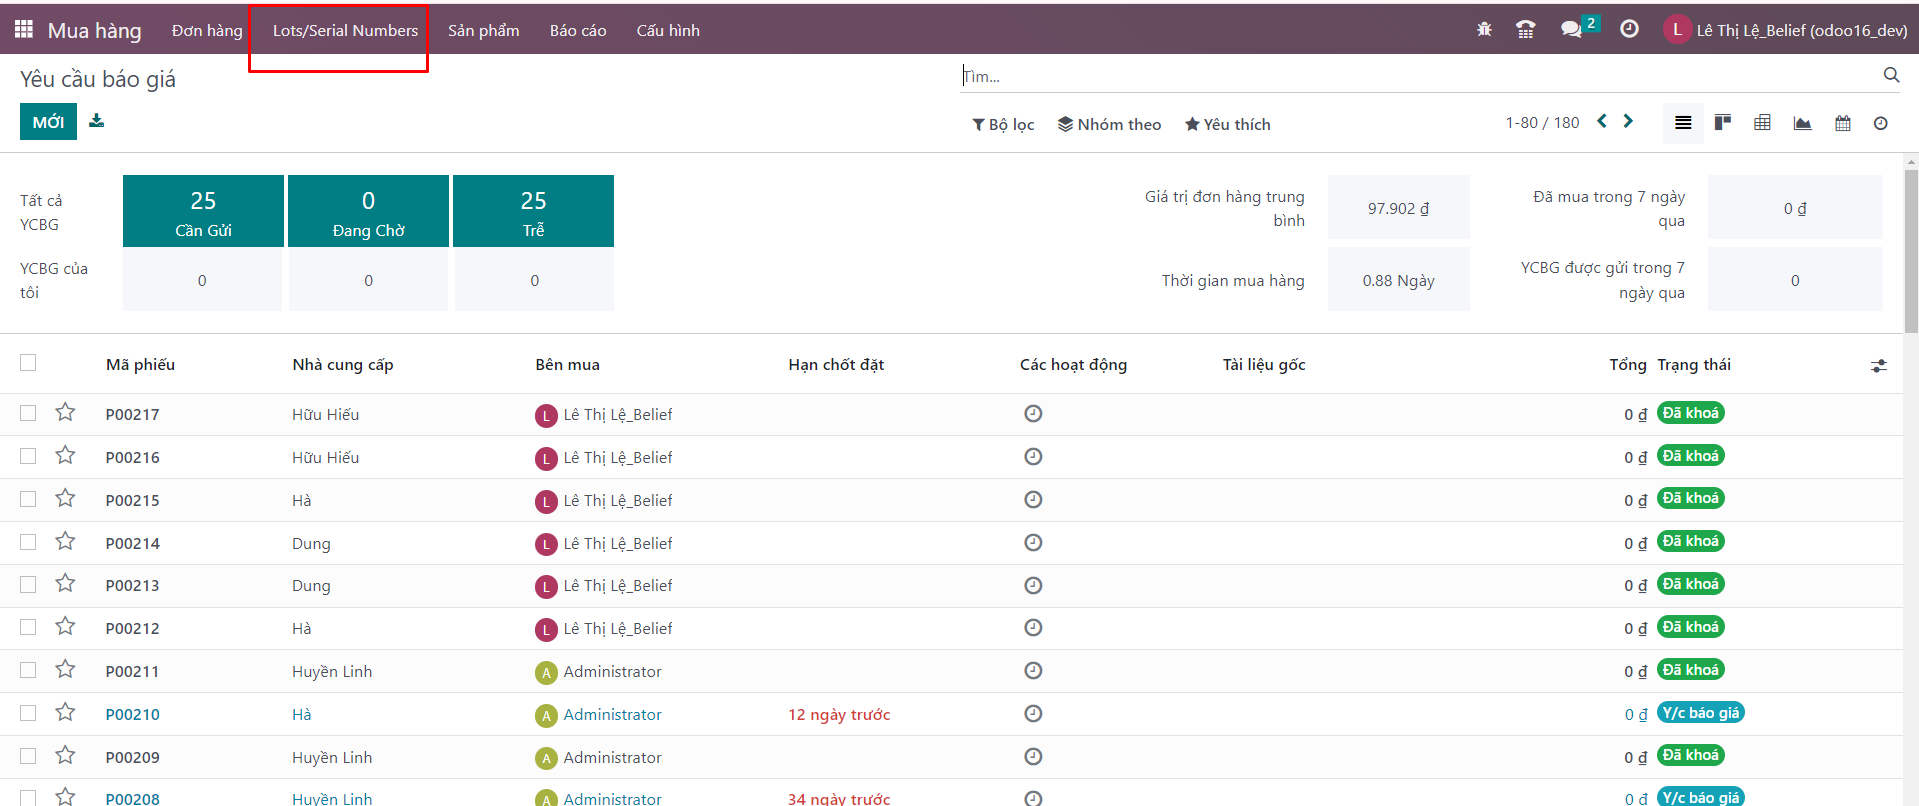 Mua hàng Đơn hàng Lots/Serial Numbers Sản phẩm Báo cáo Cấu hình 2 L Lê Thị Lệ_Belief (odoo16_dev)
Yêu cầu báo giá Tìm...
MỚI Bộ lọc Nhóm theo Yêu thích 1-80 / 180
Tất cả YCBG 25 Cần Gửi 0 Đang Chờ 25 Trễ Giá trị đơn hàng trung bình 97.902 ₫ Đã mua trong 7 ngày qua 0 ₫
YCBG của tôi 0 0 0 Thời gian mua hàng 0.88 Ngày YCBG được gửi trong 7 ngày qua 0
Mã phiếu Nhà cung cấp Bên mua Hạn chốt đặt Các hoạt động Tài liệu gốc Tổng Trạng thái
P00217 Hữu Hiếu L Lê Thị Lệ_Belief 0 ₫ Đã khoá
P00216 Hữu Hiếu L Lê Thị Lệ_Belief 0 ₫ Đã khoá
P00215 Hà L Lê Thị Lệ_Belief 0 ₫ Đã khoá
P00214 Dung L Lê Thị Lệ_Belief 0 ₫ Đã khoá
P00213 Dung L Lê Thị Lệ_Belief 0 ₫ Đã khoá
P00212 Hà L Lê Thị Lệ_Belief 0 ₫ Đã khoá
P00211 Huyền Linh A Administrator 0 ₫ Đã khoá
P00210 Hà A Administrator 12 ngày trước 0 ₫ Y/c báo giá
P00209 Huyền Linh A Administrator 0 ₫ Đã khoá
P00208 Huyền Linh A Administrator 34 ngày trước 0 ₫ Y/c báo giá